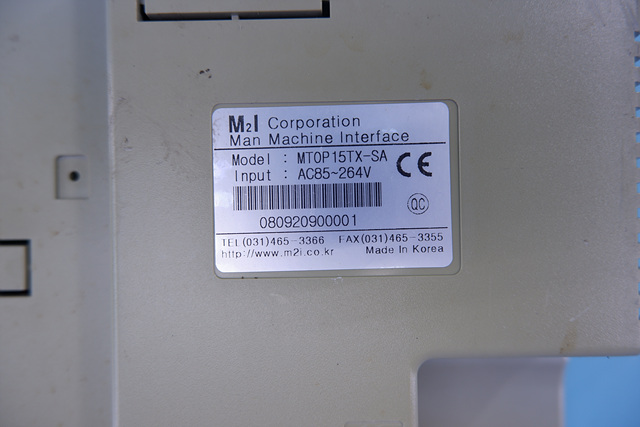 M2I Corporation
Man Machine Interface
Model : MTOP15TX-SA
Input : AC85~264V
CE
080920900001
QC
TEL(031)465-3366 FAX(031)465-3355
http://www.m2i.co.kr Made In Korea